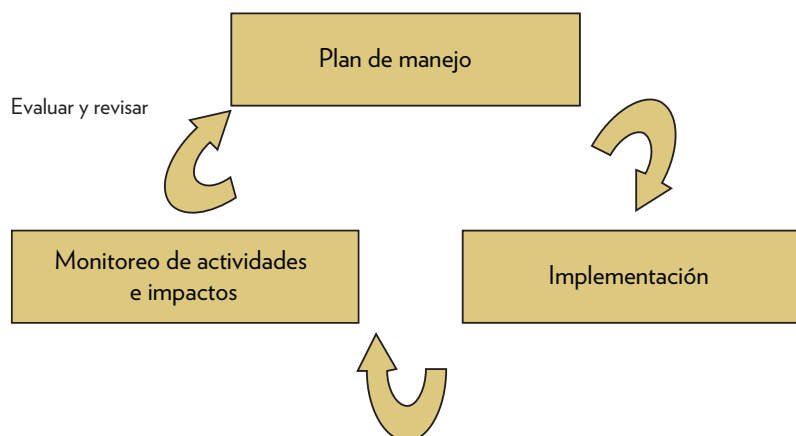 Plan de manejo
Evaluar y revisar
Monitoreo de actividades
e impactos
Implementación